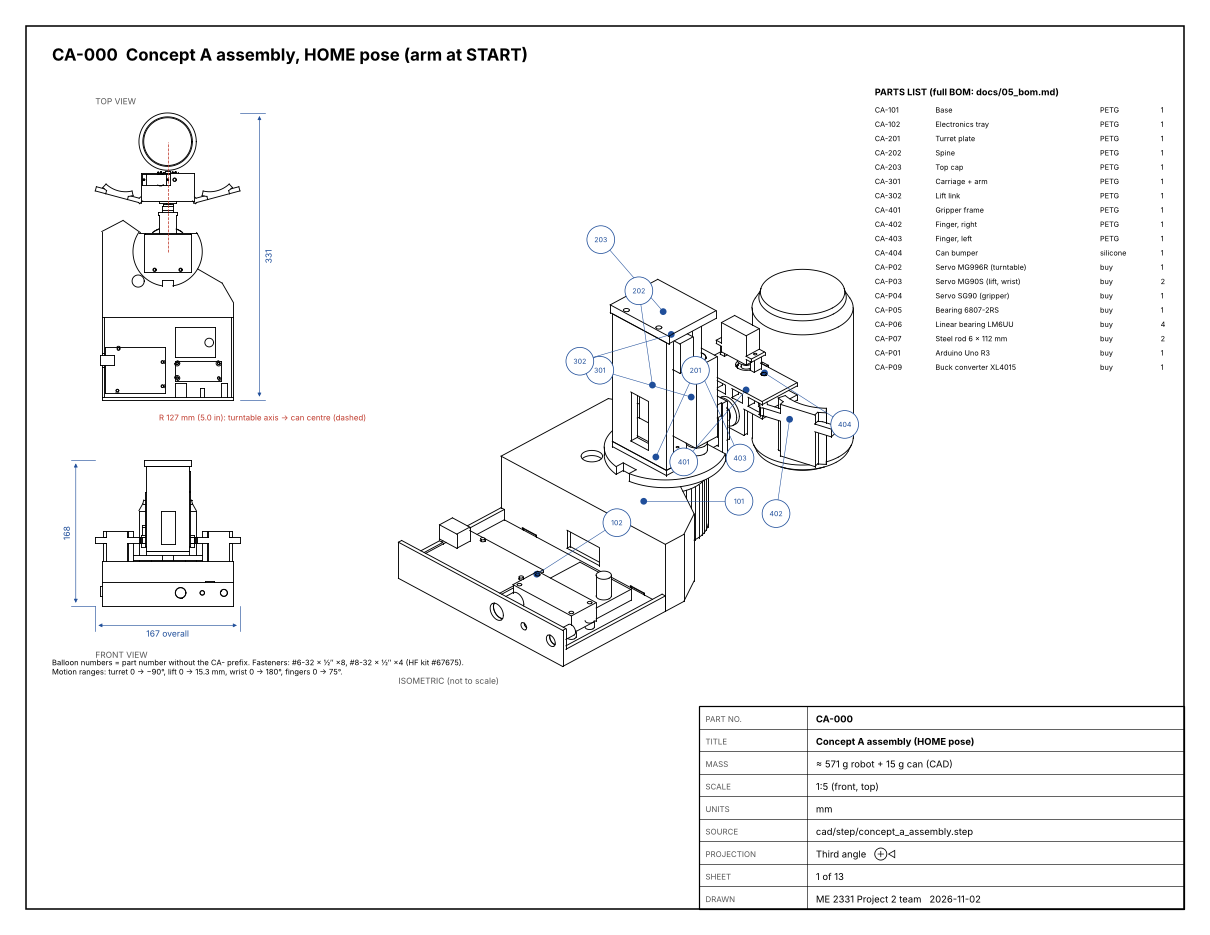 CA-000 Concept A assembly, HOME pose (arm at START)
TOP VIEW
331
R 127 mm (5.0 in): turntable axis → can centre (dashed)
168
167 overall
FRONT VIEW
Balloon numbers = part number without the CA- prefix. Fasteners: #6-32 × ½" ×8, #8-32 × ½" ×4 (HF kit #67675).
Motion ranges: turret 0 → −90°, lift 0 → 15.3 mm, wrist 0 → 180°, fingers 0 → 75°.
203
202
302
301
201
404
401
403
101
402
102
ISOMETRIC (not to scale)
PARTS LIST (full BOM: docs/05_bom.md)
CA-101 Base PETG 1
CA-102 Electronics tray PETG 1
CA-201 Turret plate PETG 1
CA-202 Spine PETG 1
CA-203 Top cap PETG 1
CA-301 Carriage + arm PETG 1
CA-302 Lift link PETG 1
CA-401 Gripper frame PETG 1
CA-402 Finger, right PETG 1
CA-403 Finger, left PETG 1
CA-404 Can bumper silicone 1
CA-P02 Servo MG996R (turntable) buy 1
CA-P03 Servo MG90S (lift, wrist) buy 2
CA-P04 Servo SG90 (gripper) buy 1
CA-P05 Bearing 6807-2RS buy 1
CA-P06 Linear bearing LM6UU buy 4
CA-P07 Steel rod 6 × 112 mm buy 2
CA-P01 Arduino Uno R3 buy 1
CA-P09 Buck converter XL4015 buy 1
PART NO. CA-000
TITLE Concept A assembly (HOME pose)
MASS ≈ 571 g robot + 15 g can (CAD)
SCALE 1:5 (front, top)
UNITS mm
SOURCE cad/step/concept_a_assembly.step
PROJECTION Third angle
SHEET 1 of 13
DRAWN ME 2331 Project 2 team 2026-11-02